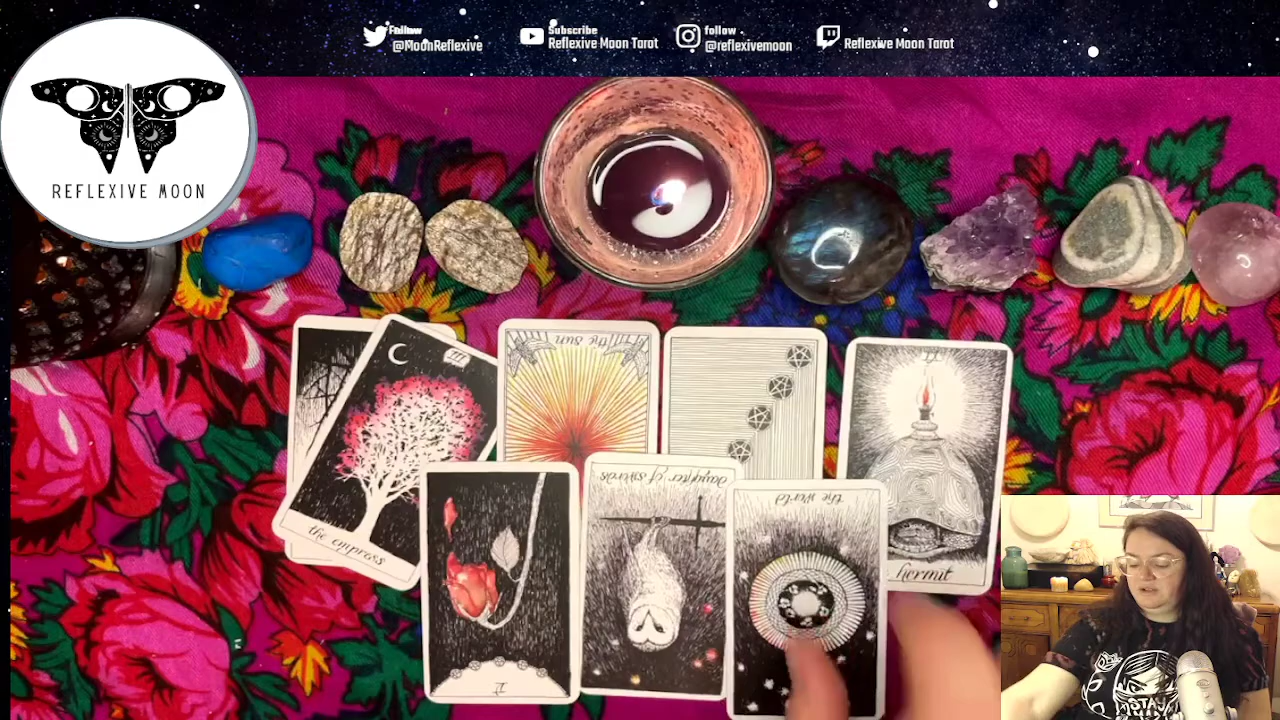 Follow
@MoonReflexive
Subscribe
Reflexive Moon Tarot
follow
@reflexivemoon
Reflexive Moon Tarot
REFLEXIVE MOON
III
the sun
the empress
hermit
daughter of swords
the world